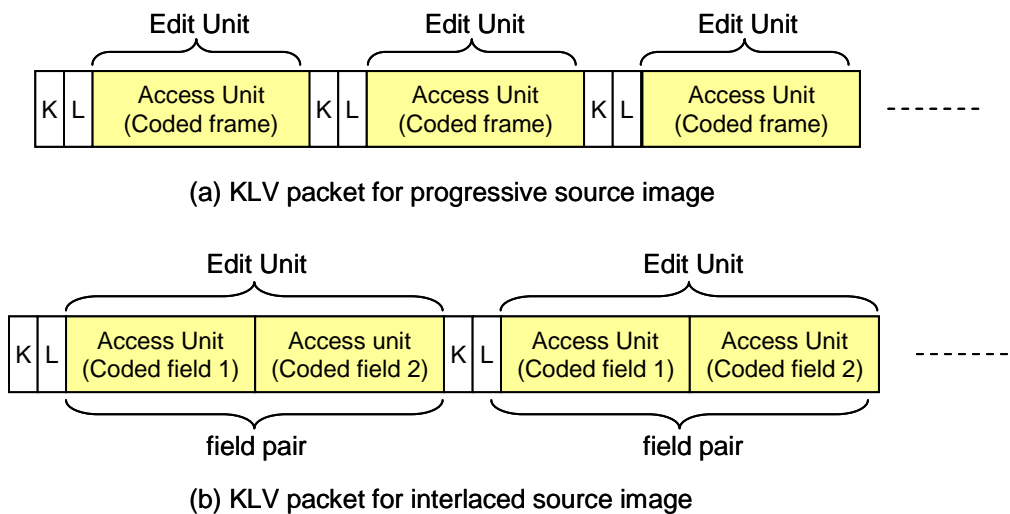 Edit Unit Edit Unit Edit Unit
K L Access Unit (Coded frame) K L Access Unit (Coded frame) K L Access Unit (Coded frame)
(a) KLV packet for progressive source image
Edit Unit Edit Unit
K L Access Unit (Coded field 1) Access unit (Coded field 2) K L Access Unit (Coded field 1) Access Unit (Coded field 2)
field pair field pair
(b) KLV packet for interlaced source image